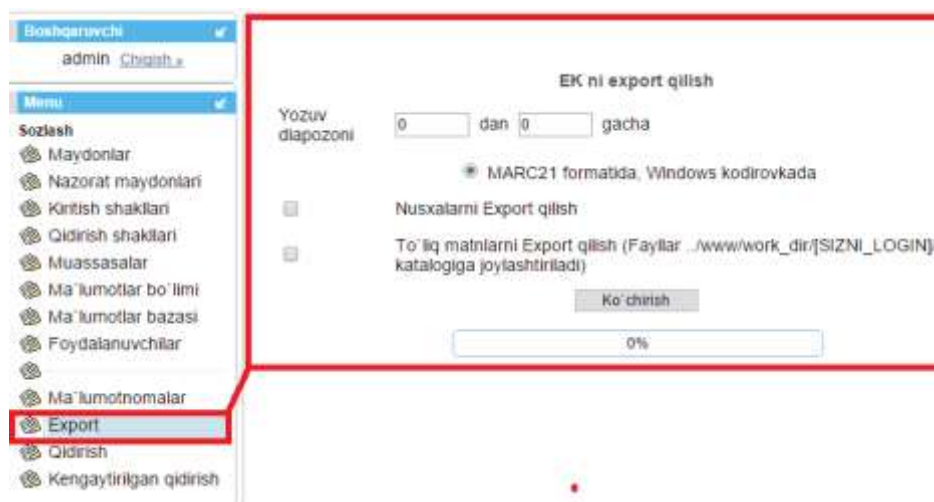 Boshqaruvchi
admin Chiqish »
Menu
Sozlash
Maydonlar
Nazorat maydonlari
Kiritish shakllari
Qidirish shakllari
Muassasalar
Ma`lumotlar bo`limi
Ma`lumotlar bazasi
Foydalanuvchilar
Ma`lumotnomalar
Export
Qidirish
Kengaytirilgan qidirish
EK ni export qilish
Yozuv
diapozoni
0 dan 0 gacha
MARC21 formatida, Windows kodirovkada
Nusxalarni Export qilish
To`liq matnlarni Export qilish (Fayllar ../www/work_dir/[SIZNI_LOGIN]/
katalogiga joylashtiriladi)
Ko`chirish
0%